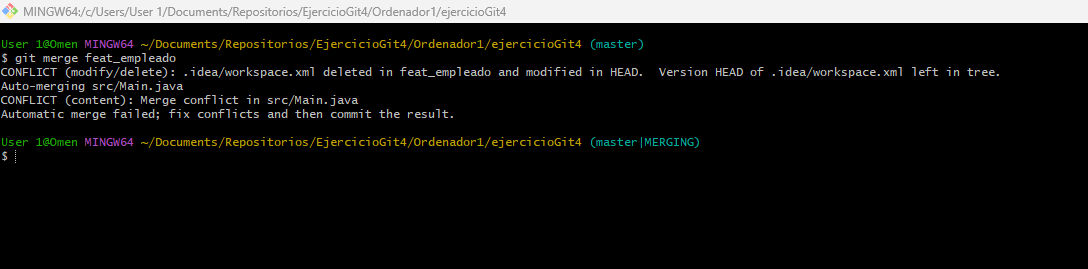 MINGW64:/c/Users/User 1/Documents/Repositorios/EjercicioGit4/Ordenador1/ejercicioGit4
User 1@Omen MINGW64 ~/Documents/Repositorios/EjercicioGit4/Ordenador1/ejercicioGit4 (master)
$ git merge feat_empleado
CONFLICT (modify/delete): .idea/workspace.xml deleted in feat_empleado and modified in HEAD.  Version HEAD of .idea/workspace.xml left in tree.
Auto-merging src/Main.java
CONFLICT (content): Merge conflict in src/Main.java
Automatic merge failed; fix conflicts and then commit the result.
User 1@Omen MINGW64 ~/Documents/Repositorios/EjercicioGit4/Ordenador1/ejercicioGit4 (master|MERGING)
$